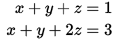 x + y + z = 1
x + y + 2z = 3